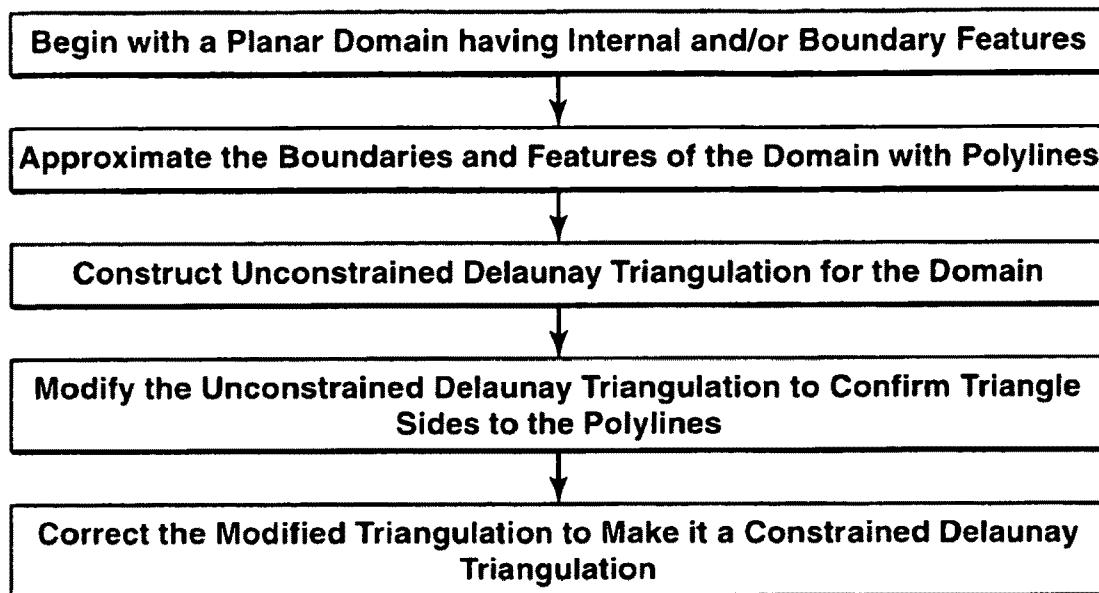 Begin with a Planar Domain having Internal and/or Boundary Features
Approximate the Boundaries and Features of the Domain with Polylines
Construct Unconstrained Delaunay Triangulation for the Domain
Modify the Unconstrained Delaunay Triangulation to Confirm Triangle
Sides to the Polylines
Correct the Modified Triangulation to Make it a Constrained Delaunay
Triangulation